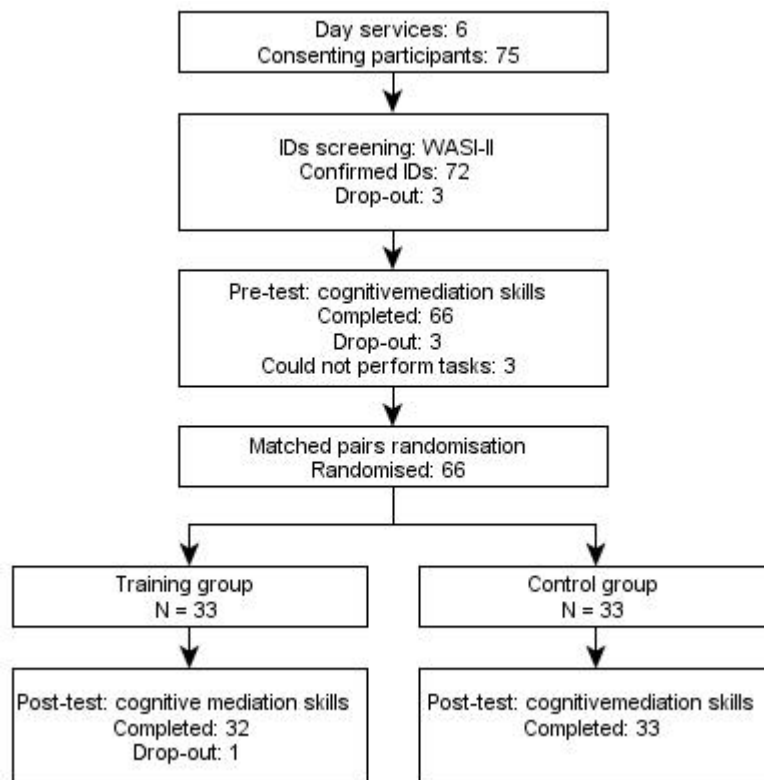 Day services: 6
Consenting participants: 75
IDs screening: WASI-II
Confirmed IDs: 72
Drop-out: 3
Pre-test: cognitivemediation skills
Completed: 66
Drop-out: 3
Could not perform tasks: 3
Matched pairs randomisation
Randomised: 66
Training group
N = 33
Control group
N = 33
Post-test: cognitive mediation skills
Completed: 32
Drop-out: 1
Post-test: cognitivemediation skills
Completed: 33